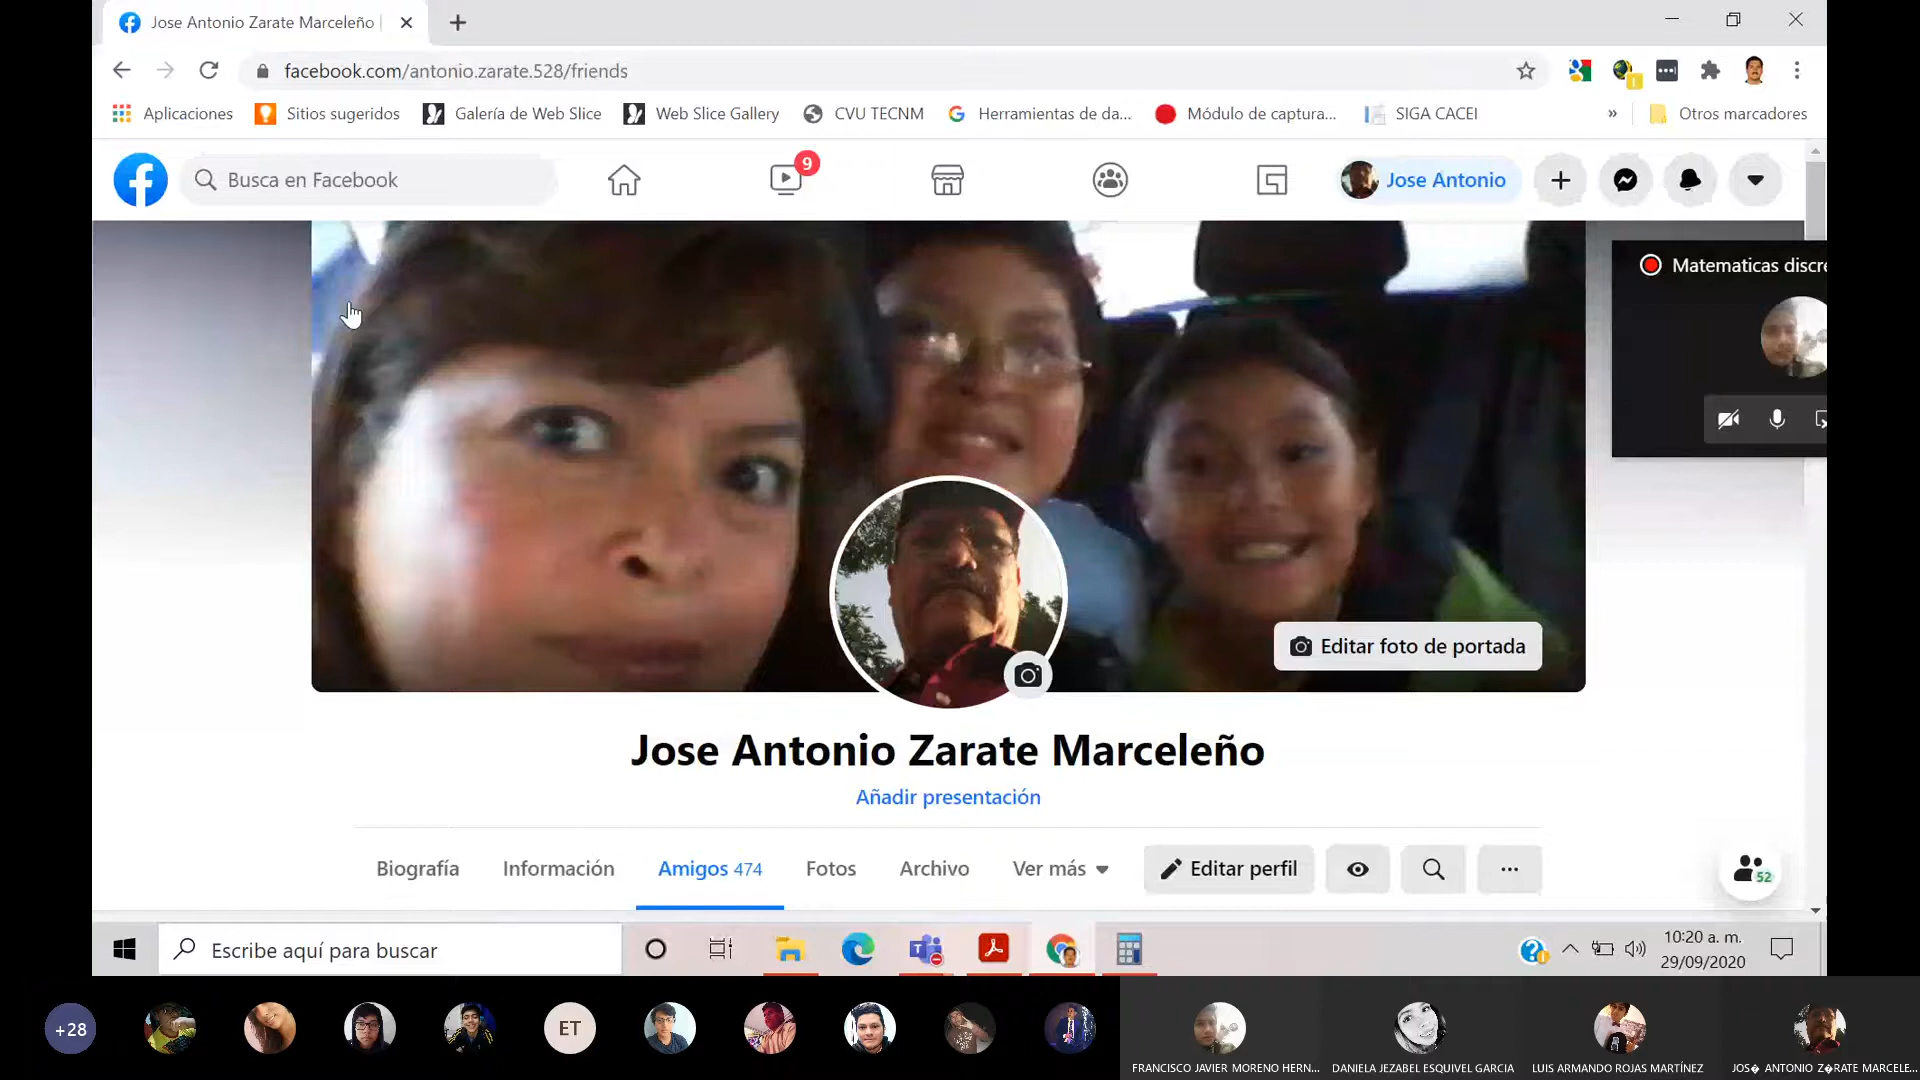 Jose Antonio Zarate Marceleño
facebook.com/antonio.zarate.528/friends
Aplicaciones
Sitios sugeridos
Galería de Web Slice
Web Slice Gallery
CVU TECNM
Herramientas de da...
Módulo de captura...
SIGA CACEI
»
Otros marcadores
Busca en Facebook
9
Jose Antonio
Matematicas discre
Editar foto de portada
Jose Antonio Zarate Marceleño
Añadir presentación
Biografía
Información
Amigos 474
Fotos
Archivo
Ver más
Editar perfil
52
Escribe aquí para buscar
10:20 a. m.
29/09/2020
+28
ET
FRANCISCO JAVIER MORENO HERN...
DANIELA JEZABEL ESQUIVEL GARCIA
LUIS ARMANDO ROJAS MARTÍNEZ
JOS� ANTONIO Z�RATE MARCELE...